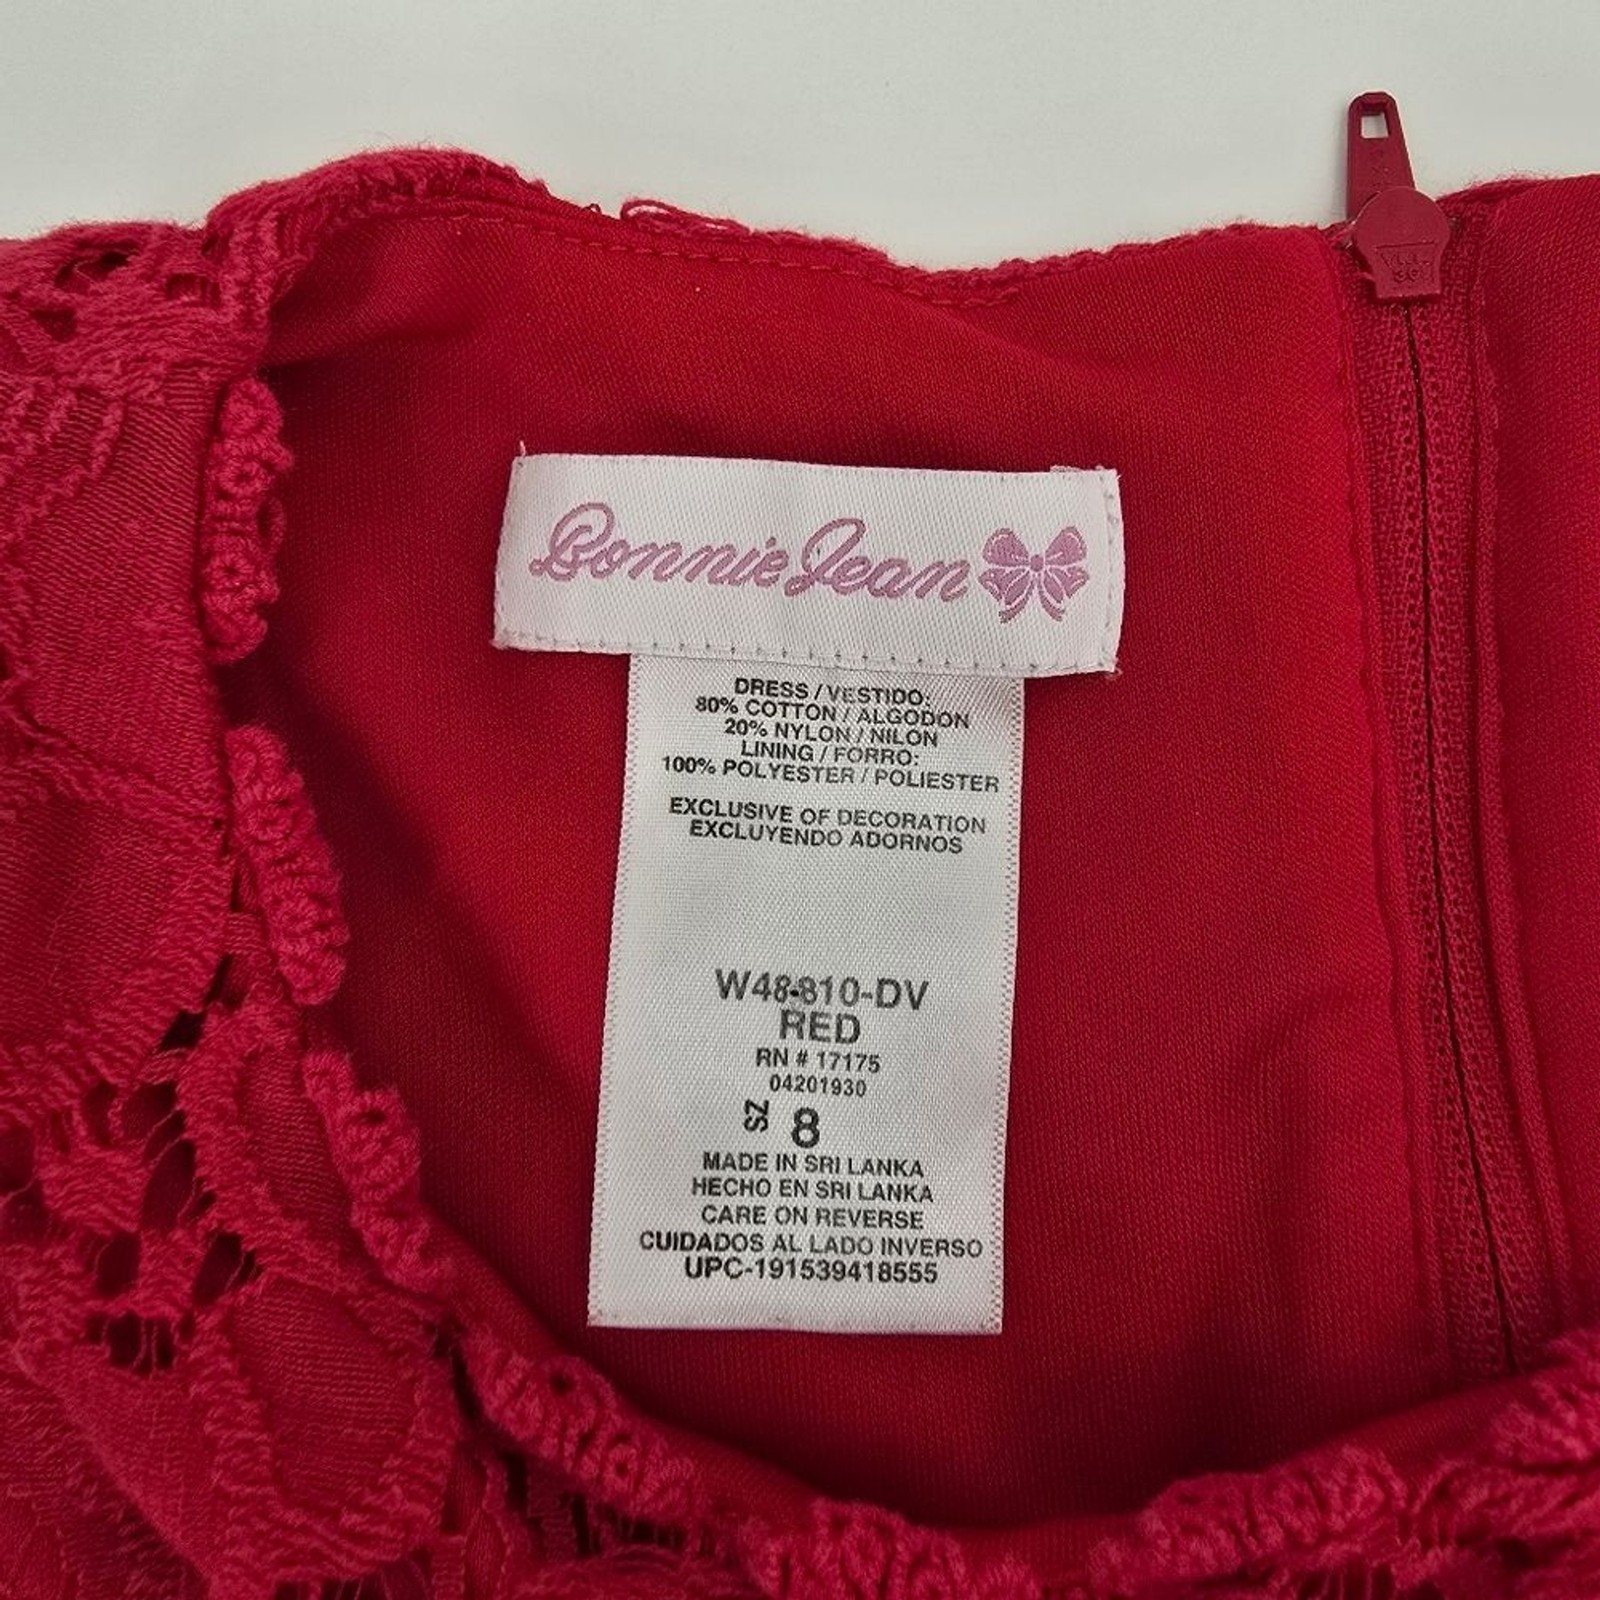 Bonnie Jean
DRESS / VESTIDO:
80% COTTON / ALGODON
20% NYLON / NILON
LINING / FORRO:
100% POLYESTER / POLIESTER
EXCLUSIVE OF DECORATION
EXCLUYENDO ADORNOS
W48-810-DV
RED
RN # 17175
04201930
SZ 8
MADE IN SRI LANKA
HECHO EN SRI LANKA
CARE ON REVERSE
CUIDADOS AL LADO INVERSO
UPC-191539418555